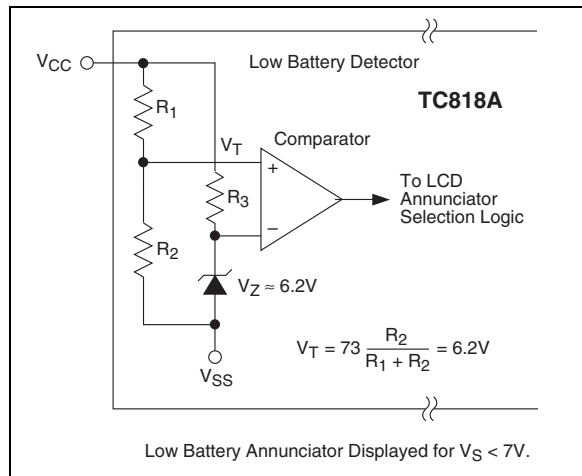 Low Battery Detector
TC818A
VCC
R1
VT
Comparator
+
R3
−
To LCD
Annunciator
Selection Logic
R2
VZ ≈ 6.2V
VT = 73 R2 / (R1 + R2) = 6.2V
VSS
Low Battery Annunciator Displayed for VS < 7V.